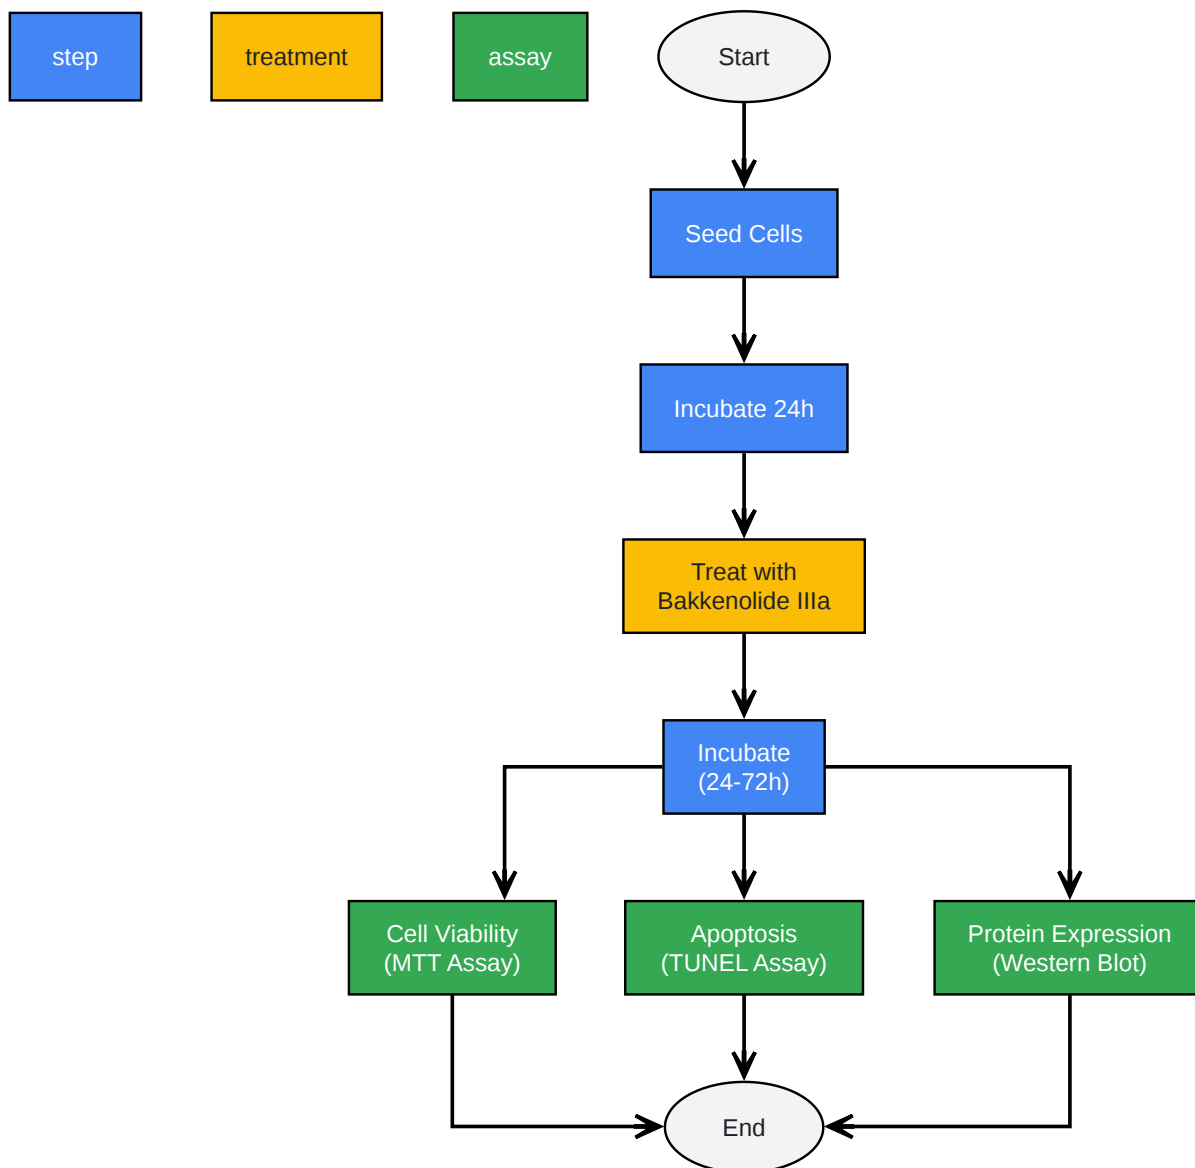 step
treatment
assay
Start
Seed Cells
Incubate 24h
Treat with
Bakkenolide IIIa
Incubate
(24-72h)
Cell Viability
(MTT Assay)
Apoptosis
(TUNEL Assay)
Protein Expression
(Western Blot)
End